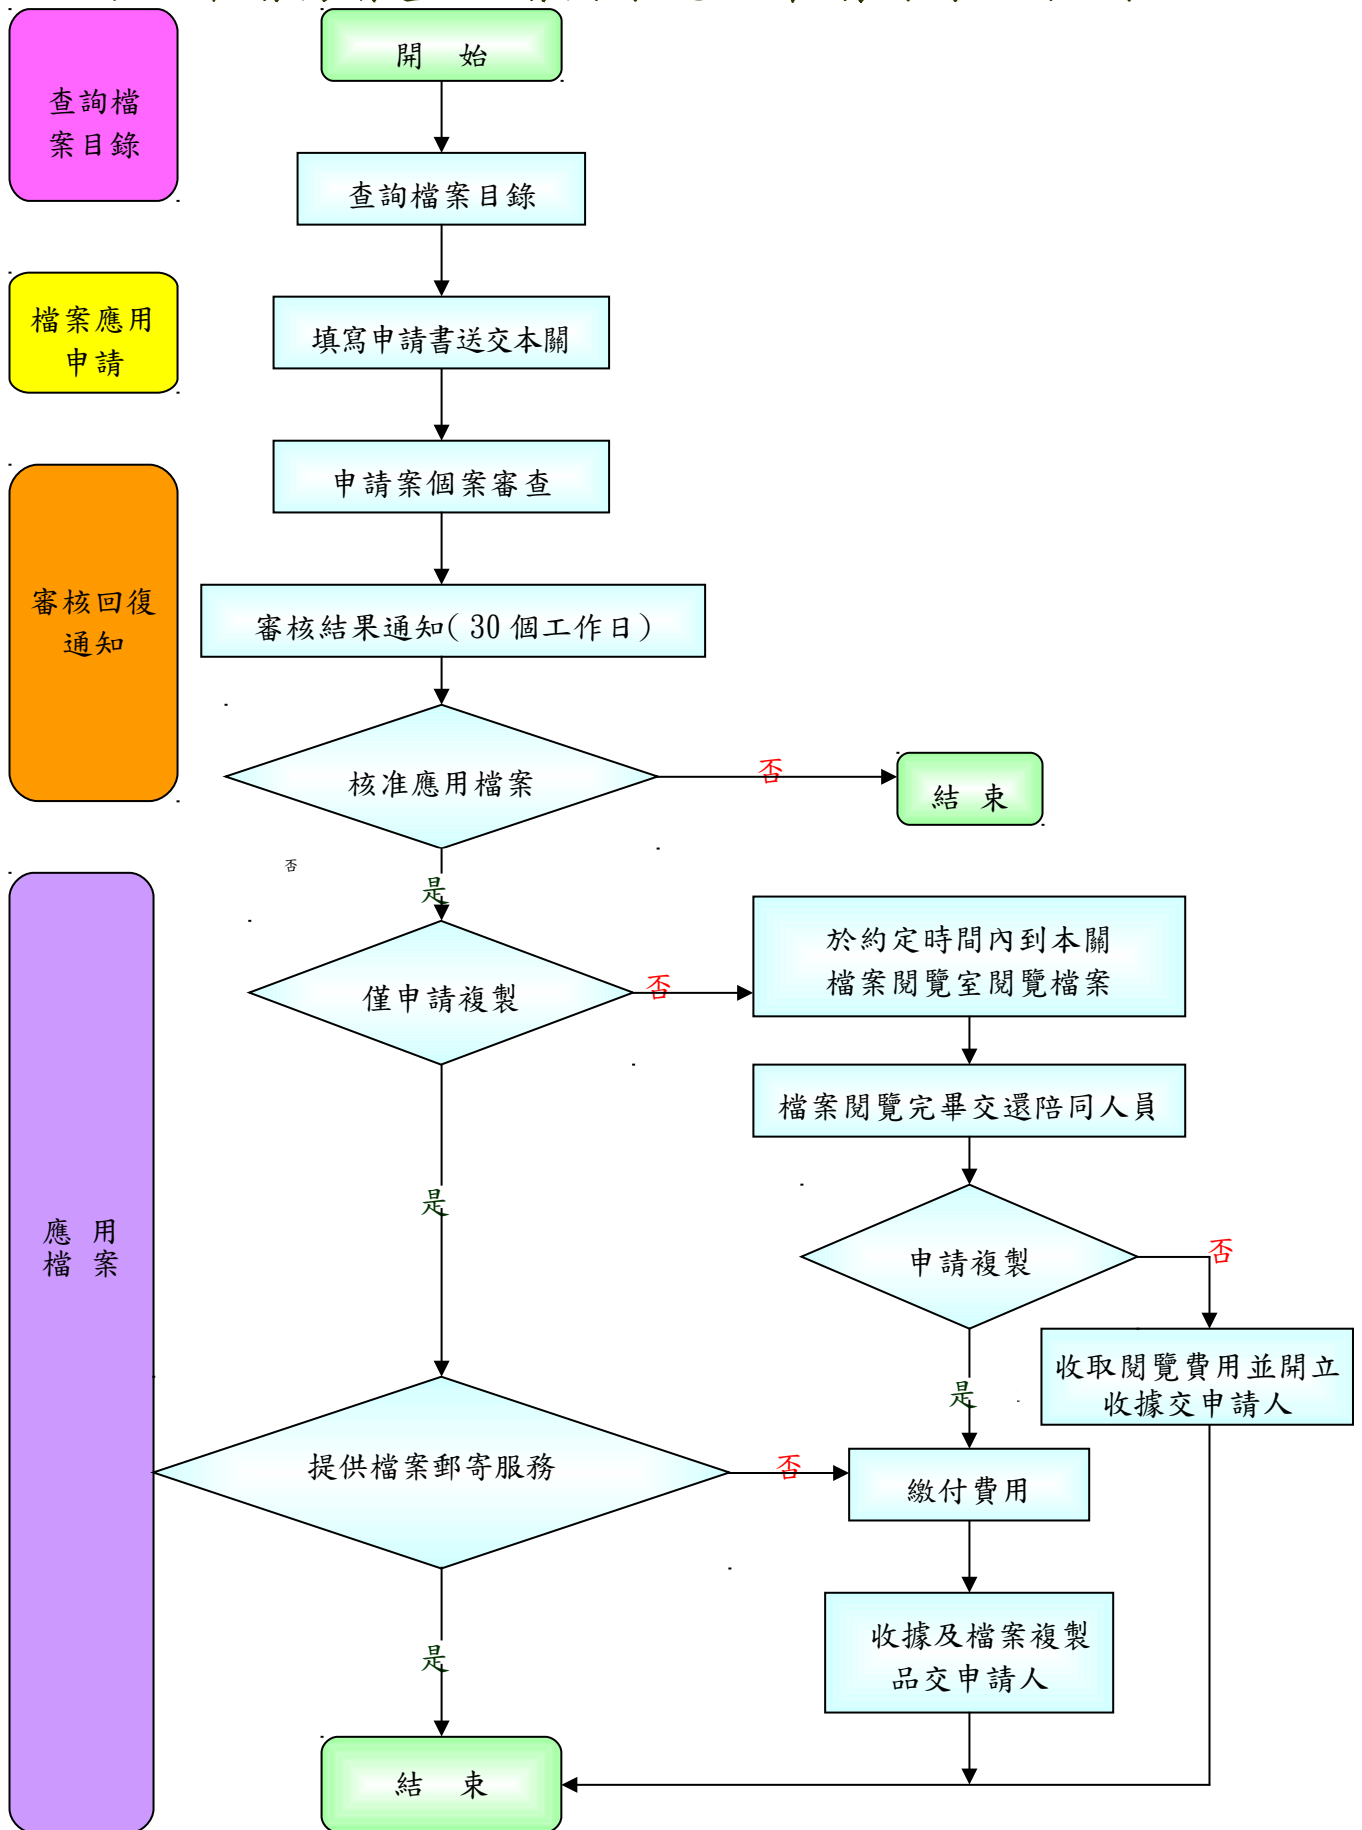 開 始
查詢檔
案目錄
查詢檔案目錄
檔案應用
申請
填寫申請書送交本關
申請案個案審查
審核回復
通知
審核結果通知(30個工作日)
核准應用檔案
否
結 束
否
是
僅申請複製
否
於約定時間內到本關
檔案閱覽室閱覽檔案
檔案閱覽完畢交還陪同人員
是
應 用
檔 案
申請複製
否
收取閱覽費用並開立
收據交申請人
是
提供檔案郵寄服務
否
繳付費用
收據及檔案複製
品交申請人
是
結 束